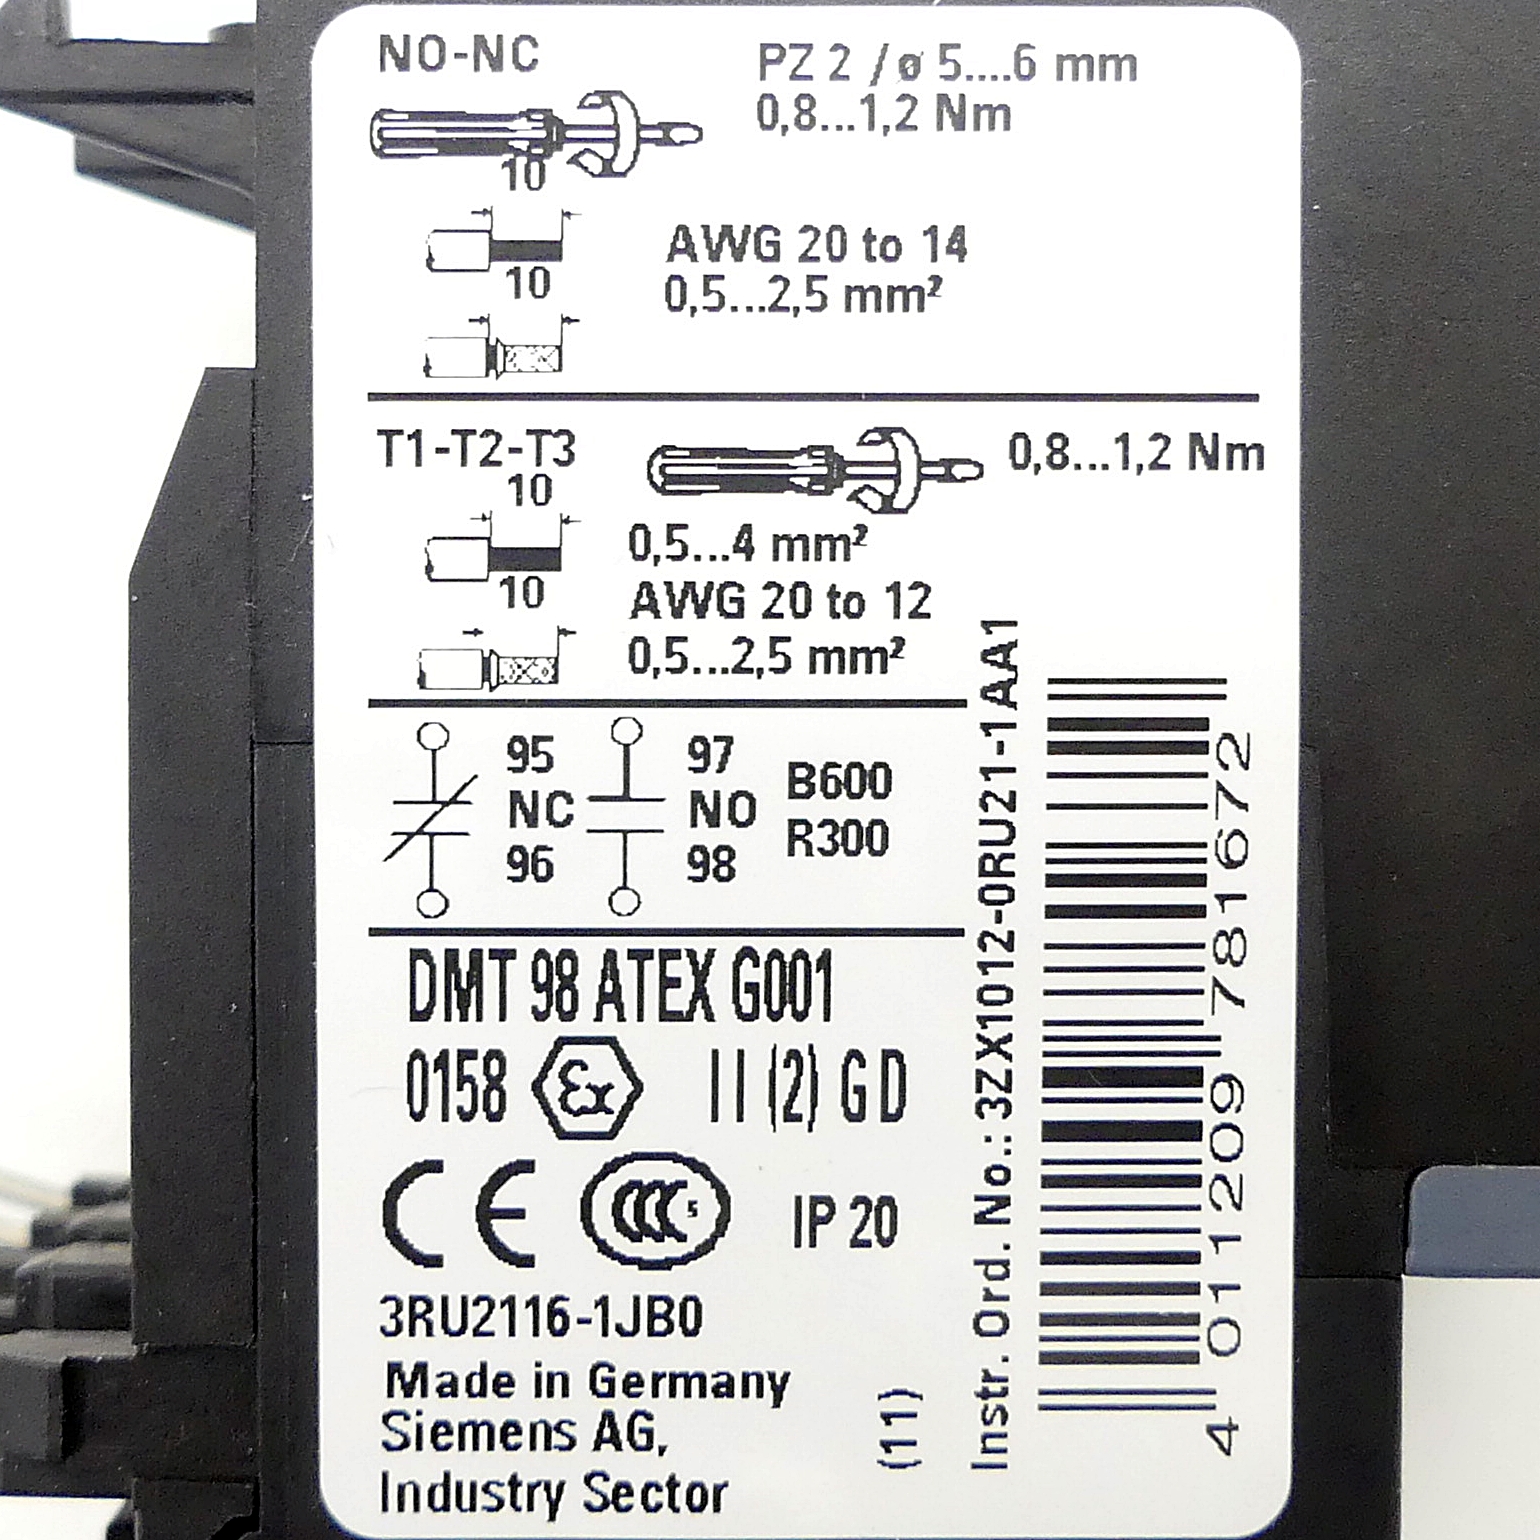 NO-NC
PZ 2 / ø 5....6 mm
0,8...1,2 Nm
10
AWG 20 to 14
0,5...2,5 mm²
10
T1-T2-T3
0,8...1,2 Nm
10
0,5...4 mm²
10
AWG 20 to 12
0,5...2,5 mm²
95
NC
96
97
NO
98
B600
R300
DMT 98 ATEX G001
0158 Ex II (2) G D
CE CCC S IP 20
3RU2116-1JB0
Made in Germany
Siemens AG,
Industry Sector
(11)
Instr. Ord. No.: 3ZX1012-0RU21-1AA1
4 011209 781672